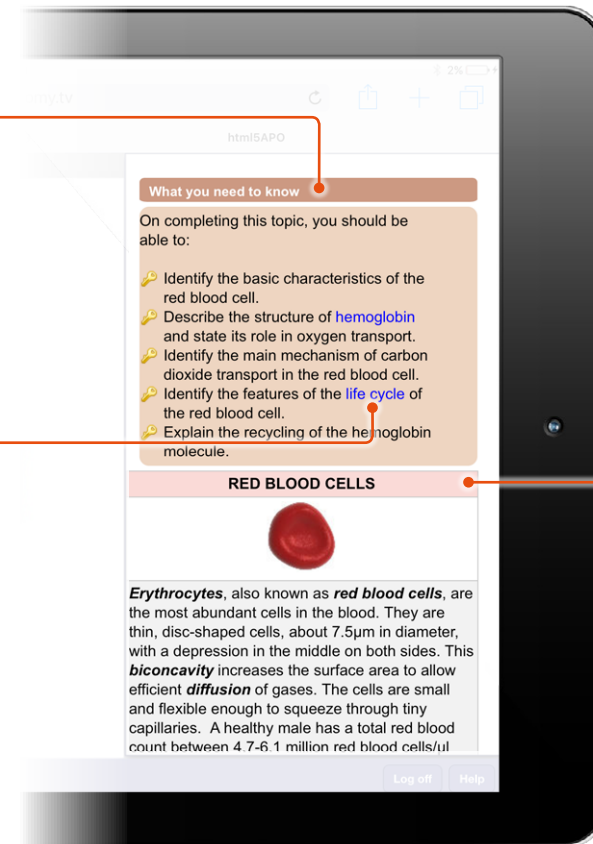 2%
ny.tv
html5APO
What you need to know
On completing this topic, you should be
able to:
Identify the basic characteristics of the
red blood cell.
Describe the structure of hemoglobin
and state its role in oxygen transport.
Identify the main mechanism of carbon
dioxide transport in the red blood cell.
Identify the features of the life cycle of
the red blood cell.
Explain the recycling of the hemoglobin
molecule.
RED BLOOD CELLS
Erythrocytes, also known as red blood cells, are
the most abundant cells in the blood. They are
thin, disc-shaped cells, about 7.5µm in diameter,
with a depression in the middle on both sides. This
biconcavity increases the surface area to allow
efficient diffusion of gases. The cells are small
and flexible enough to squeeze through tiny
capillaries. A healthy male has a total red blood
count between 4.7-6.1 million red blood cells/ul
Log off Help